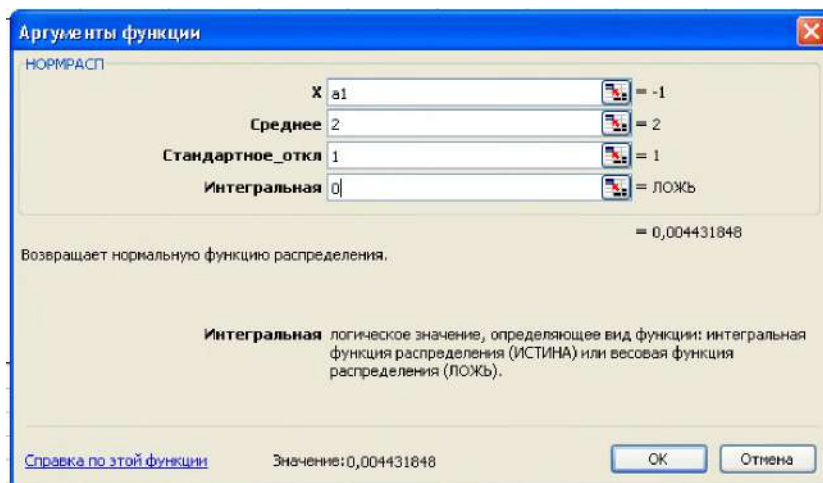 Аргументы функции
НОРМРАСП
X a1 = -1
Среднее 2 = 2
Стандартное_откл 1 = 1
Интегральная 0 = ЛОЖЬ
= 0,004431848
Возвращает нормальную функцию распределения.
Интегральная логическое значение, определяющее вид функции: интегральная
функция распределения (ИСТИНА) или весовая функция
распределения (ЛОЖЬ).
Справка по этой функции Значение:0,004431848 ОК Отмена